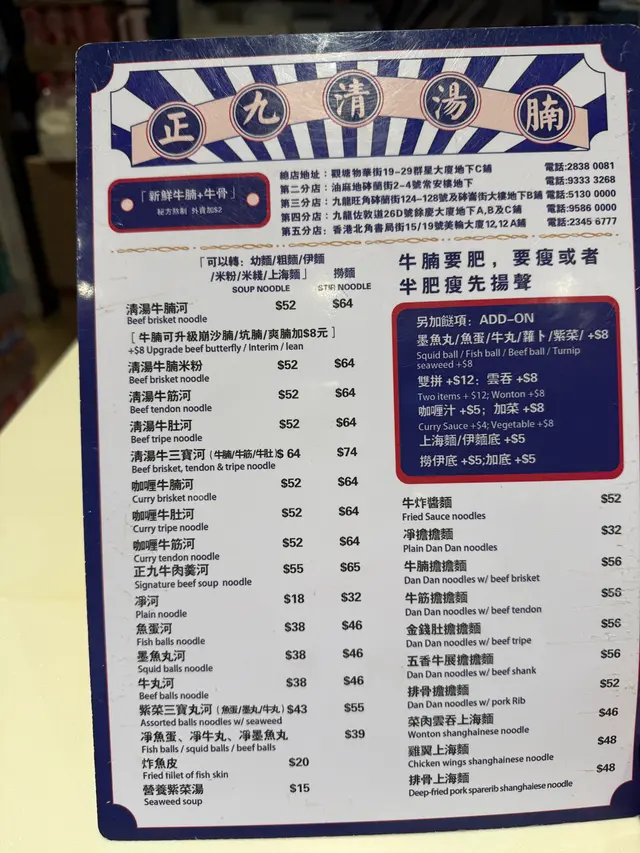 正九清湯腩
「新鮮牛腩+牛骨」
秘方熬制 外賣加$2
總店地址：觀塘物華街19-29群星大廈地下C舖 電話:2838 0081
第二分店：油麻地砵蘭街2-4號常安樓地下 電話:9333 3268
第三分店：九龍旺角砵蘭街124-128號及砵崙街大樓地下B舖 電話:5130 0000
第四分店：九龍佐敦道26D號餘慶大廈地下A,B及C舖 電話:9586 0000
第五分店：香港北角書局街15/19號美輪大廈12,12A舖 電話:2345 6777
「可以轉：幼麵/粗麵/伊麵
/米粉/米綫/上海麵」 撈麵
SOUP NOODLE STIR NOODLE
清湯牛腩河 $52 $64
Beef brisket noodle
[ 牛腩可升級崩沙腩/坑腩/爽腩加$8元 ]
+$8 Upgrade beef butterfly / Interim / lean
清湯牛腩米粉 $52 $64
Beef brisket noodle
清湯牛筋河 $52 $64
Beef tendon noodle
清湯牛肚河 $52 $64
Beef tripe noodle
清湯牛三寶河 (牛腩/牛筋/牛肚) $ 64 $74
Beef brisket, tendon & tripe noodle
咖喱牛腩河 $52 $64
Curry brisket noodle
咖喱牛肚河 $52 $64
Curry tripe noodle
咖喱牛筋河 $52 $64
Curry tendon noodle
正九牛肉羹河 $55 $65
Signature beef soup noodle
凈河 $18 $32
Plain noodle
魚蛋河 $38 $46
Fish balls noodle
墨魚丸河 $38 $46
Squid balls noodle
牛丸河 $38 $46
Beef balls noodle
紫菜三寶丸河 (魚蛋/墨丸/牛丸) $43 $55
Assorted balls noodles w/ seaweed
凈魚蛋、凈牛丸、凈墨魚丸 $39
Fish balls / squid balls / beef balls
炸魚皮 $20
Fried fillet of fish skin
營養紫菜湯 $15
Seaweed soup
牛腩要肥，要瘦或者
半肥瘦先揚聲
另加餸項：ADD-ON
墨魚丸/魚蛋/牛丸/蘿卜/紫菜/ +$8
Squid ball / Fish ball / Beef ball / Turnip
seaweed +$8
雙拼 +$12；雲吞 +$8
Two items + $12; Wonton +$8
咖喱汁 +$5；加菜 +$8
Curry Sauce +$4; Vegetable +$8
上海麵/伊麵底 +$5
撈伊底 +$5;加底 +$5
牛炸醬麵 $52
Fried Sauce noodles
凈擔擔麵 $32
Plain Dan Dan noodles
牛腩擔擔麵 $56
Dan Dan noodles w/ beef brisket
牛筋擔擔麵 $56
Dan Dan noodles w/ beef tendon
金錢肚擔擔麵 $56
Dan Dan noodles w/ beef tripe
五香牛展擔擔麵 $56
Dan Dan noodles w/ beef shank
排骨擔擔麵 $52
Dan Dan noodles w/ pork Rib
菜肉雲吞上海麵 $46
Wonton shanghainese noodle
雞翼上海麵 $48
Chicken wings shanghainese noodle
排骨上海麵 $48
Deep-fried pork sparerib shanghaiese noodle